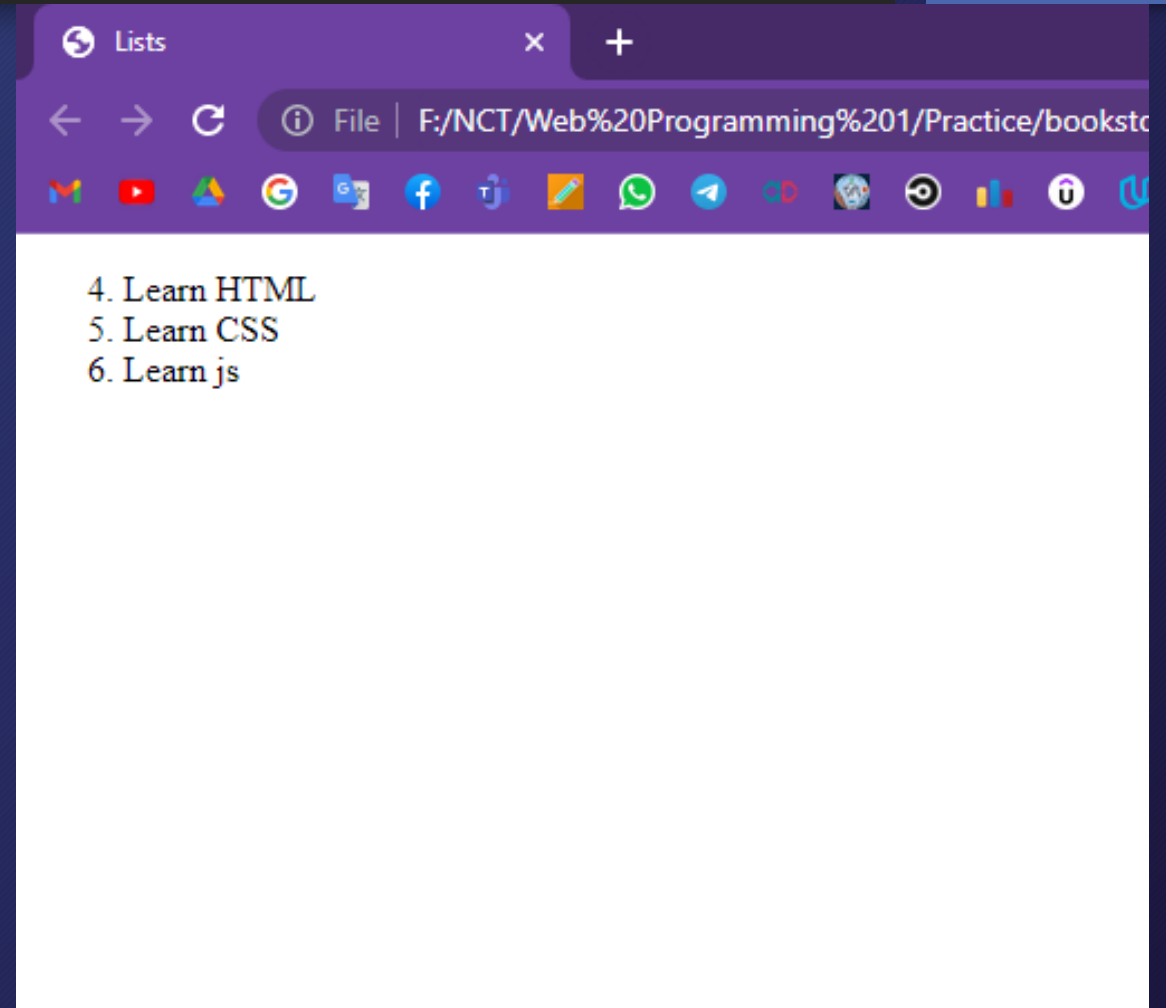 Lists
File F:/NCT/Web%20Programming%201/Practice/booksto
4. Learn HTML
5. Learn CSS
6. Learn js